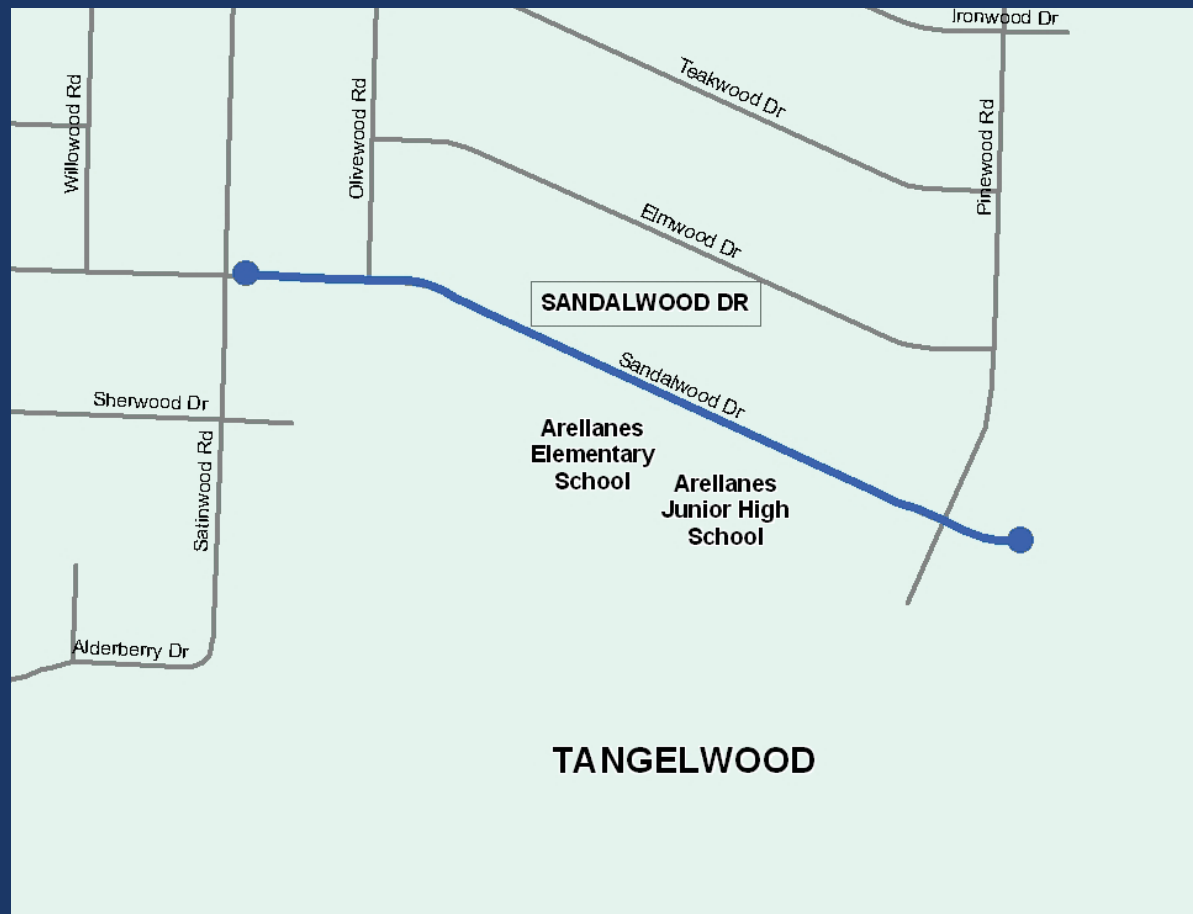 Ironwood Dr
Teakwood Dr
Willowood Rd
Olivewood Rd
Pinewood Rd
Elmwood Dr
SANDALWOOD DR
Sandalwood Dr
Sherwood Dr
Arellanes
Elementary
School
Satinwood Rd
Arellanes
Junior High
School
Alderberry Dr
TANGELWOOD